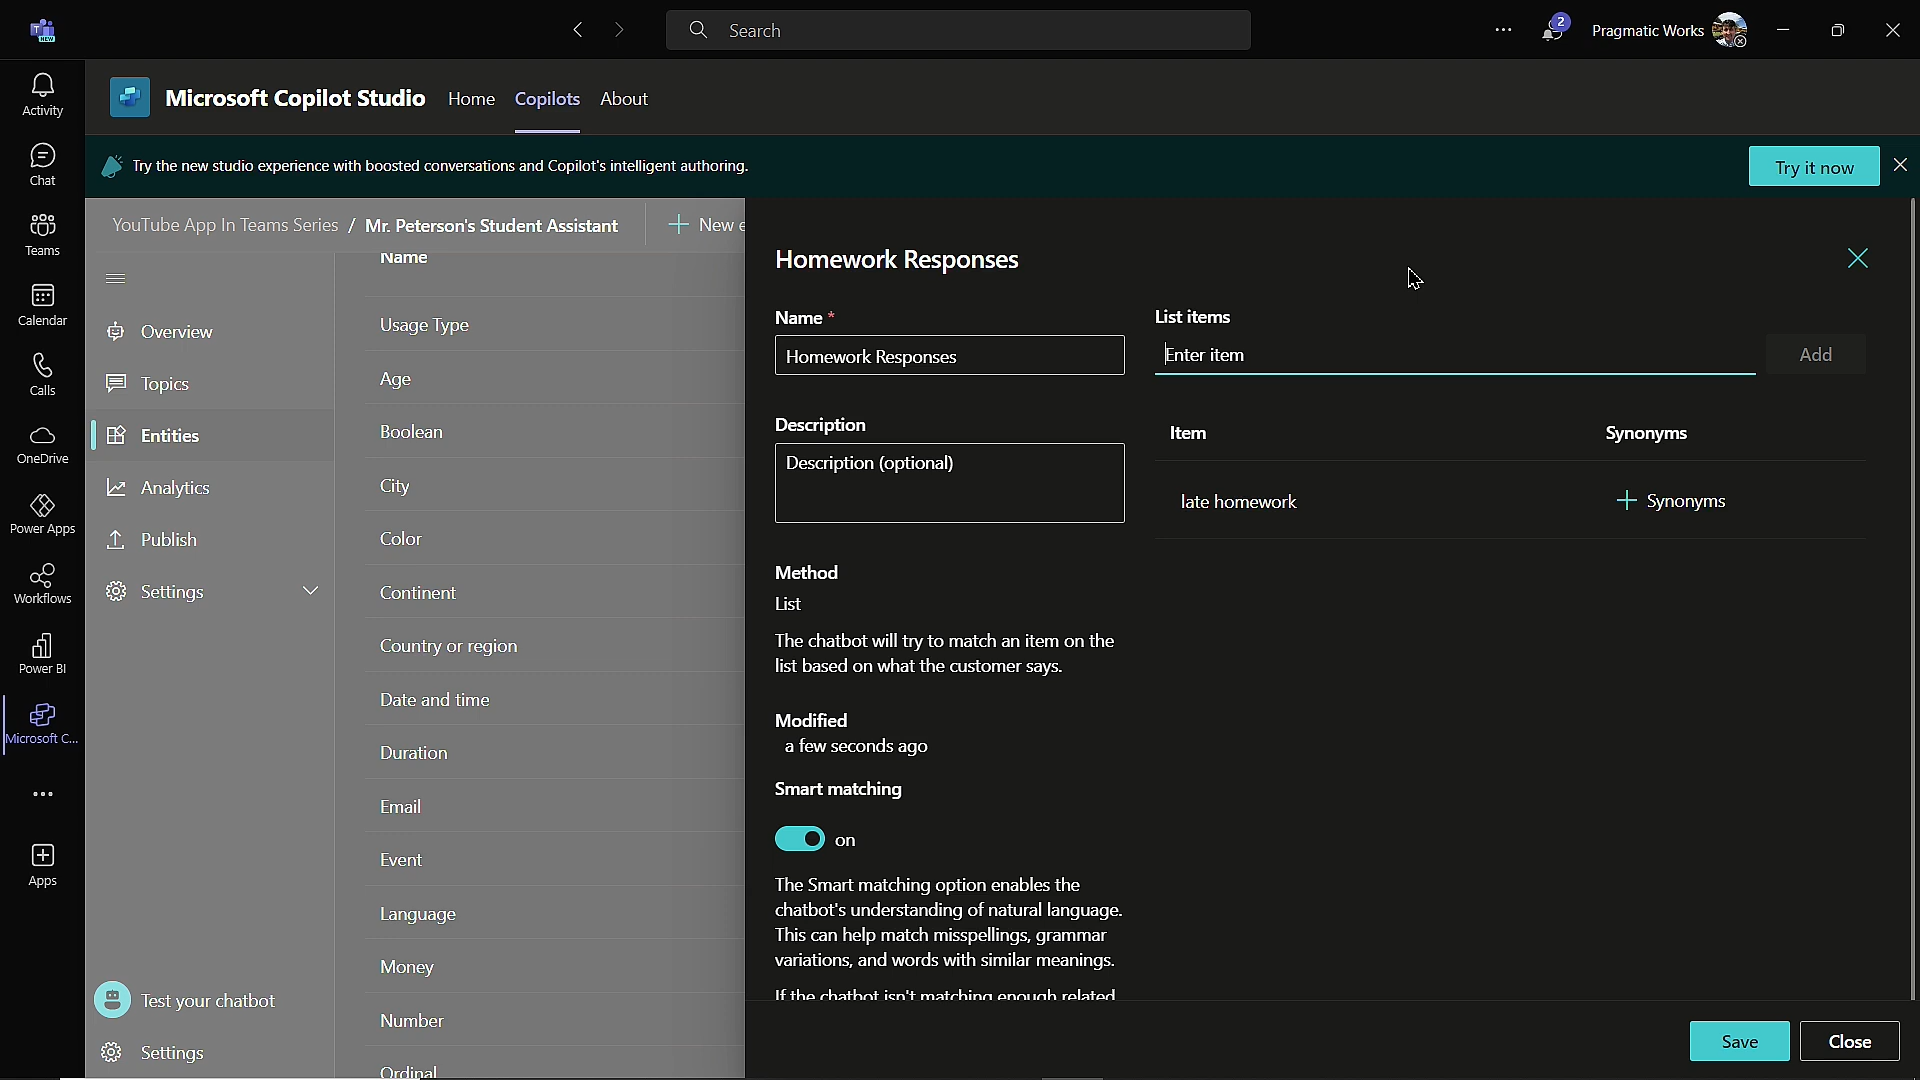 Search
2
Pragmatic Works
Activity
Chat
Teams
Calendar
Calls
OneDrive
Power Apps
Workflows
Power BI
Microsoft C...
Apps
Microsoft Copilot Studio
Home
Copilots
About
Try the new studio experience with boosted conversations and Copilot's intelligent authoring.
Try it now
YouTube App In Teams Series / Mr. Peterson's Student Assistant
New e
Overview
Topics
Entities
Analytics
Publish
Settings
Test your chatbot
Settings
Name
Usage Type
Age
Boolean
City
Color
Continent
Country or region
Date and time
Duration
Email
Event
Language
Money
Number
Ordinal
Homework Responses
Name *
Homework Responses
Description
Description (optional)
Method
List
The chatbot will try to match an item on the
list based on what the customer says.
Modified
a few seconds ago
Smart matching
on
The Smart matching option enables the
chatbot's understanding of natural language.
This can help match misspellings, grammar
variations, and words with similar meanings.
If the chatbot isn't matching enough related
List items
Enter item
Add
Item
Synonyms
late homework
Synonyms
Save
Close